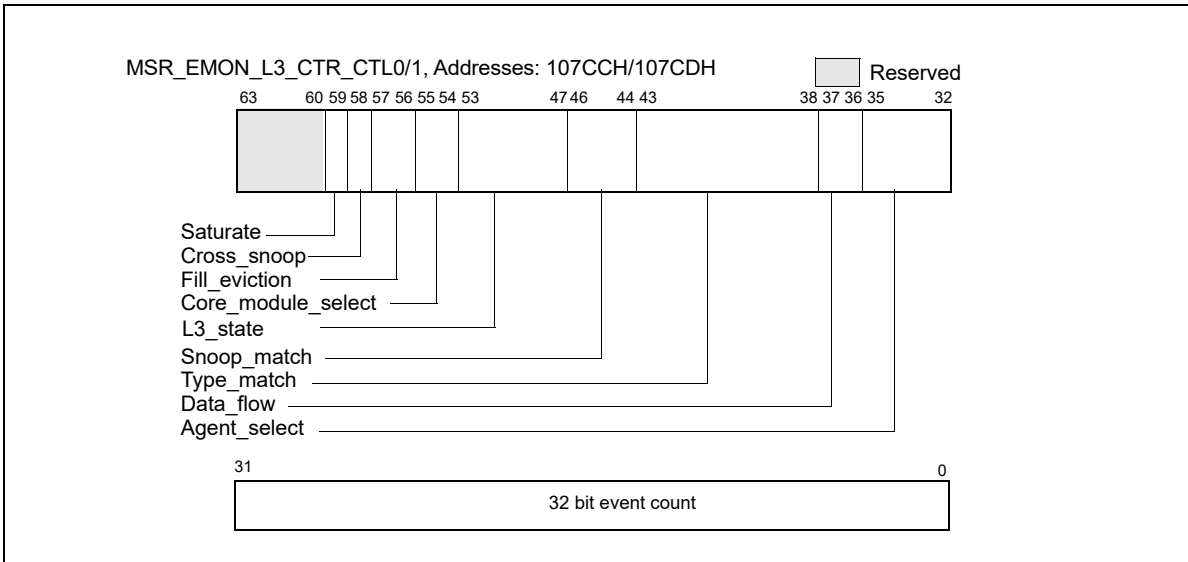 MSR_EMON_L3_CTR_CTL0/1, Addresses: 107CCH/107CDH
Reserved
63 60 59 58 57 56 55 54 53 47 46 44 43 38 37 36 35 32
Saturate
Cross_snoop
Fill_eviction
Core_module_select
L3_state
Snoop_match
Type_match
Data_flow
Agent_select
31 0
32 bit event count